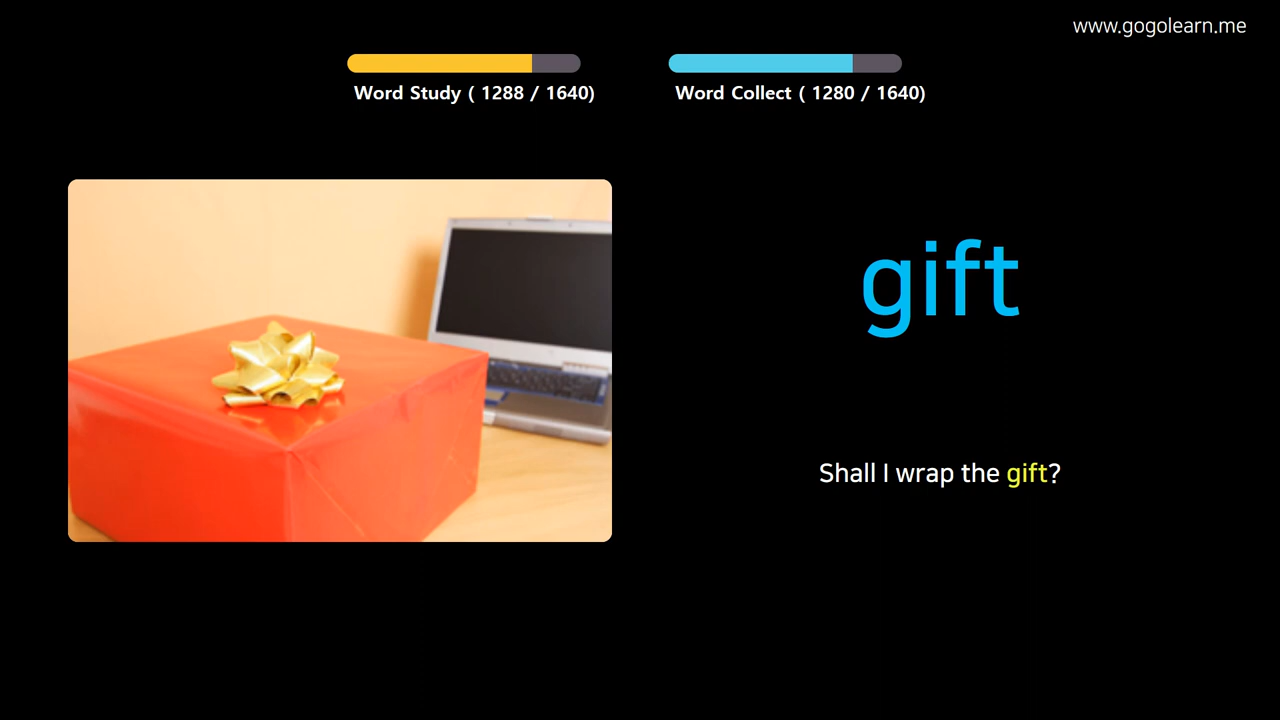 www.gogolearn.me
Word Study ( 1288 / 1640)
Word Collect ( 1280 / 1640)
gift
Shall I wrap the gift?